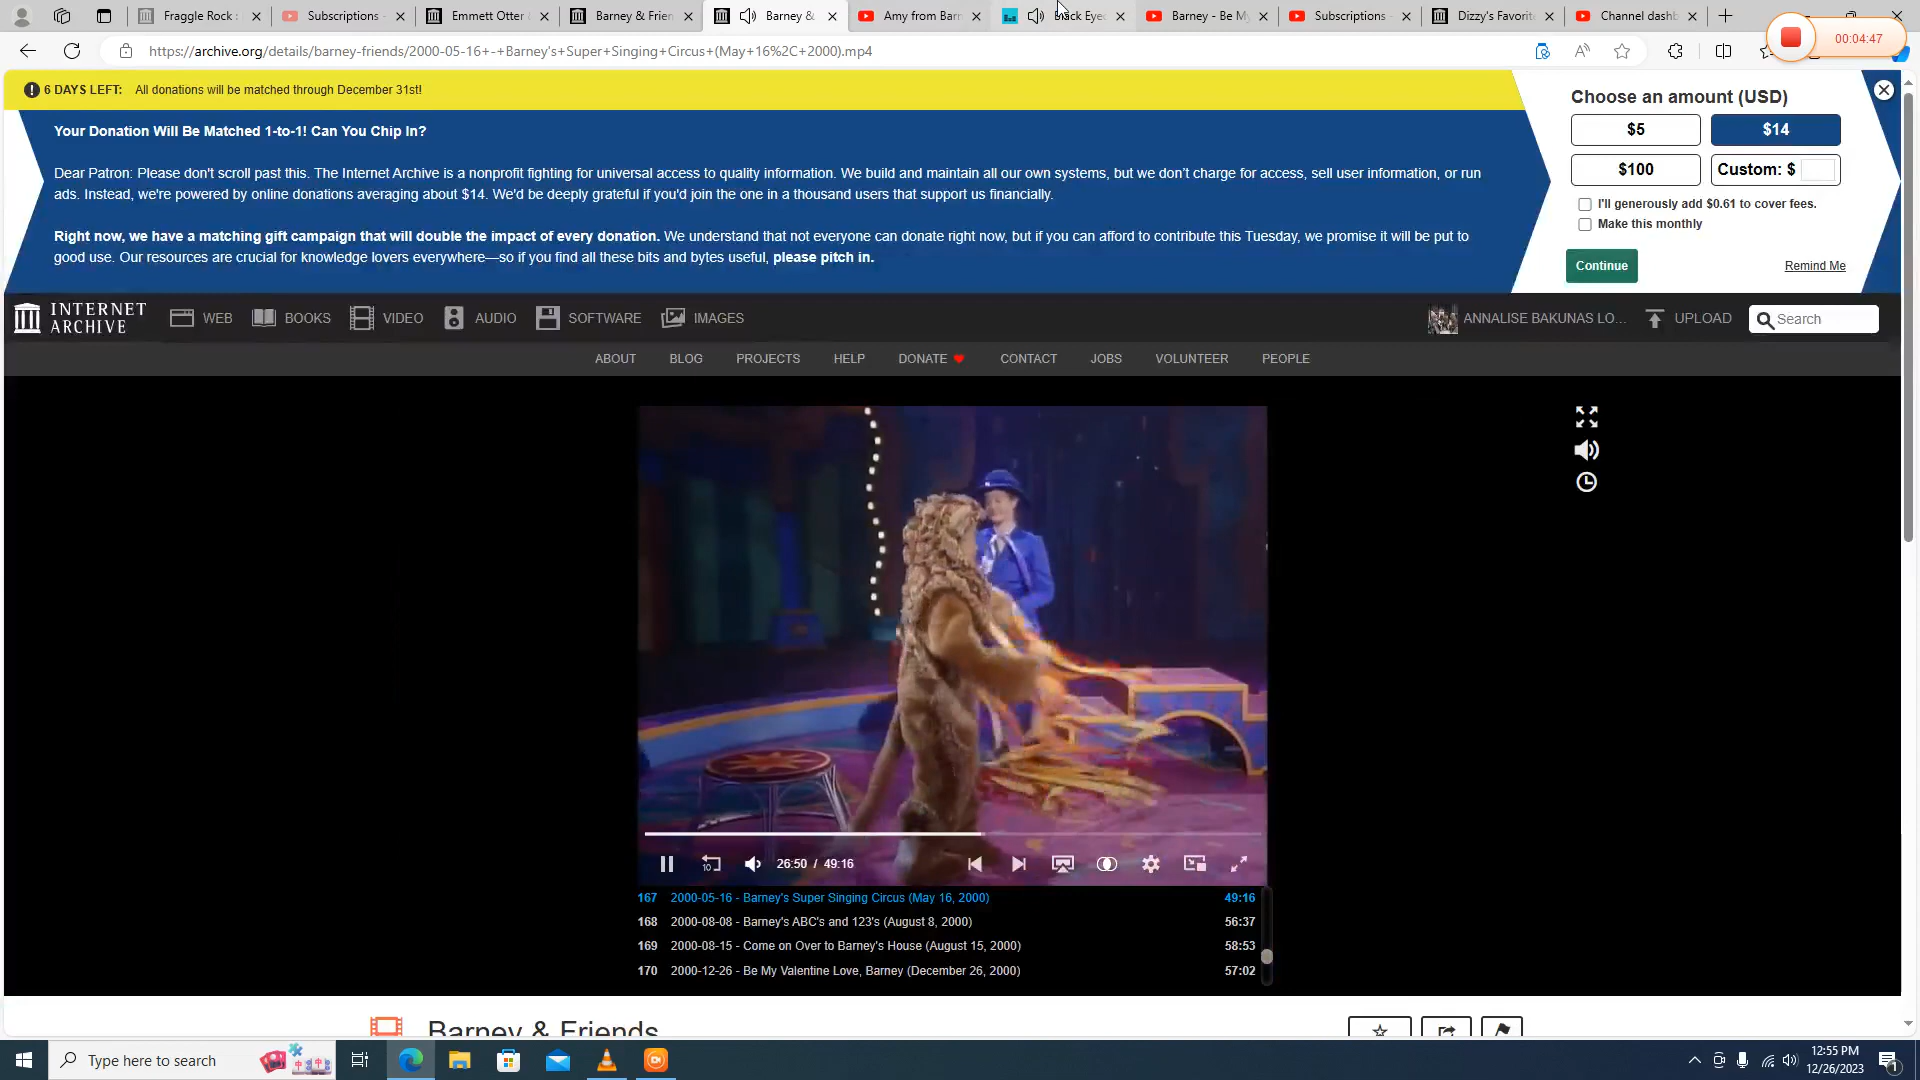 Fraggle Rock :
Subscriptions -
Emmett Otter (
Barney & Frien
Barney &
Amy from Barn
Barney - Be My
Subscriptions -
Dizzy's Favorit
Channel dashb
https://archive.org/details/barney-friends/2000-05-16+-+Barney's+Super+Singing+Circus+(May+16%2C+2000).mp4
00:04:47
6 DAYS LEFT: All donations will be matched through December 31st!
Your Donation Will Be Matched 1-to-1! Can You Chip In?
Dear Patron: Please don't scroll past this. The Internet Archive is a nonprofit fighting for universal access to quality information. We build and maintain all our own systems, but we don't charge for access, sell user information, or run
ads. Instead, we're powered by online donations averaging about $14. We'd be deeply grateful if you'd join the one in a thousand users that support us financially.
Right now, we have a matching gift campaign that will double the impact of every donation. We understand that not everyone can donate right now, but if you can afford to contribute this Tuesday, we promise it will be put to
good use. Our resources are crucial for knowledge lovers everywhere—so if you find all these bits and bytes useful, please pitch in.
Choose an amount (USD)
$5
$14
$100
Custom: $
I'll generously add $0.61 to cover fees.
Make this monthly
Continue
Remind Me
INTERNET
ARCHIVE
WEB
BOOKS
VIDEO
AUDIO
SOFTWARE
IMAGES
ANNALISE BAKUNAS LO...
UPLOAD
Search
ABOUT
BLOG
PROJECTS
HELP
DONATE
CONTACT
JOBS
VOLUNTEER
PEOPLE
10
26:50 / 49:16
167 2000-05-16 - Barney's Super Singing Circus (May 16, 2000) 49:16
168 2000-08-08 - Barney's ABC's and 123's (August 8, 2000) 56:37
169 2000-08-15 - Come on Over to Barney's House (August 15, 2000) 58:53
170 2000-12-26 - Be My Valentine Love, Barney (December 26, 2000) 57:02
Barney & Friends
Type here to search
12:55 PM
12/26/2023
1